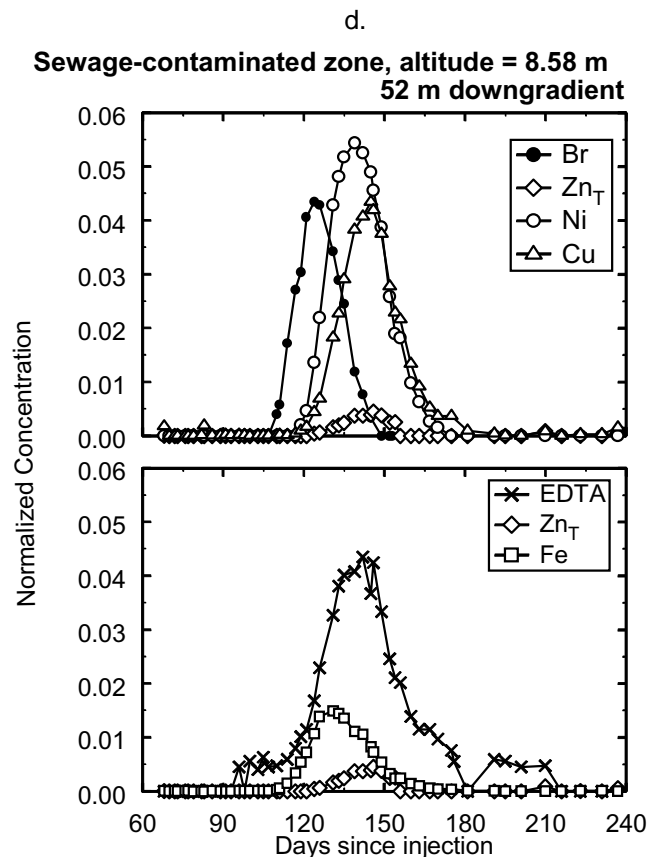 d.
Sewage-contaminated zone, altitude = 8.58 m
52 m downgradient
0.06
0.05
0.04
0.03
0.02
0.01
0.00
Br
Zn_T
Ni
Cu
Normalized Concentration
0.06
0.05
0.04
0.03
0.02
0.01
0.00
EDTA
Zn_T
Fe
60 90 120 150 180 210 240
Days since injection